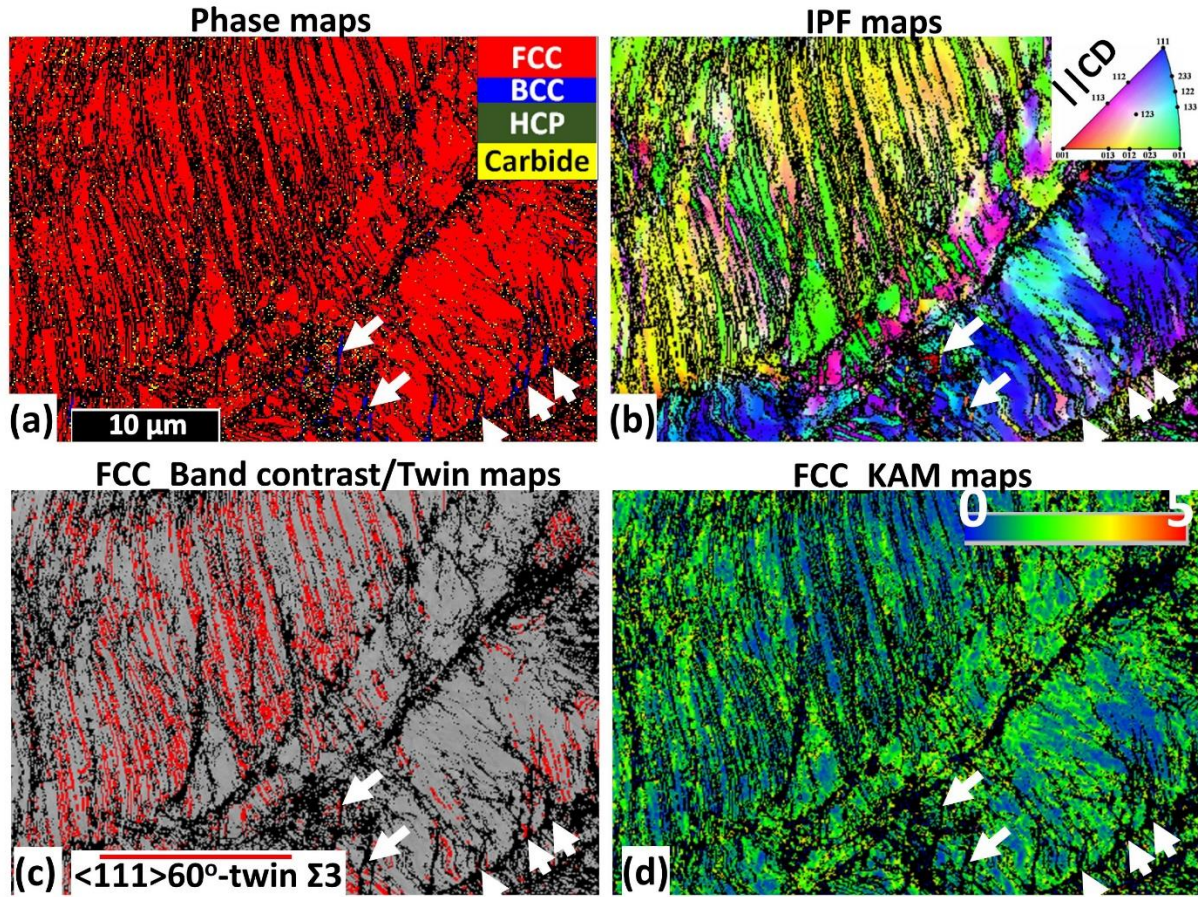 Phase maps
IPF maps
FCC
BCC
HCP
Carbide
||CD
111
112
233
122
113
133
123
001
013
012
023
011
(a)
10 µm
(b)
FCC_Band contrast/Twin maps
FCC_KAM maps
0
5
(c)
<111>60º-twin Σ3
(d)